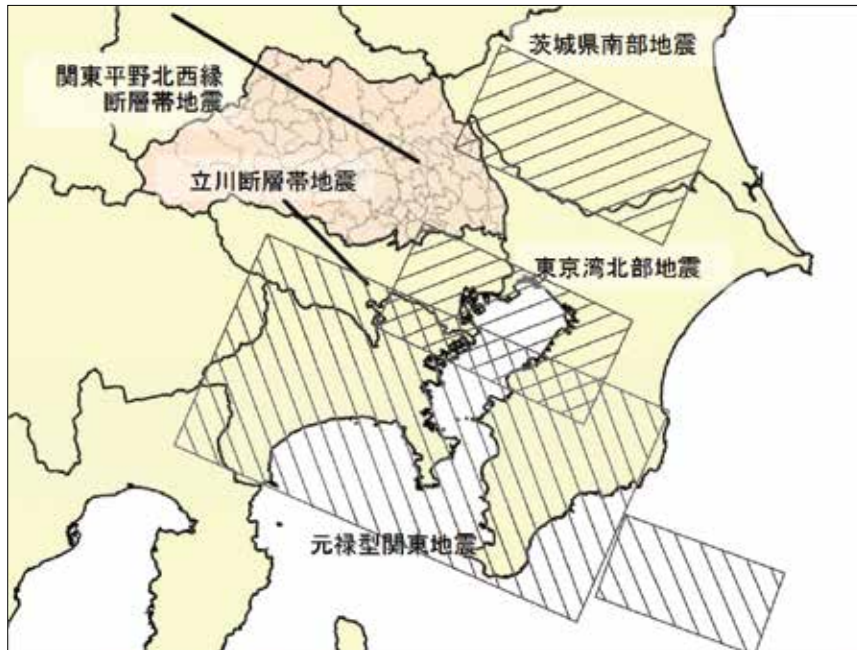 茨城県南部地震
関東平野北西縁
断層帯地震
立川断層帯地震
東京湾北部地震
元禄型関東地震